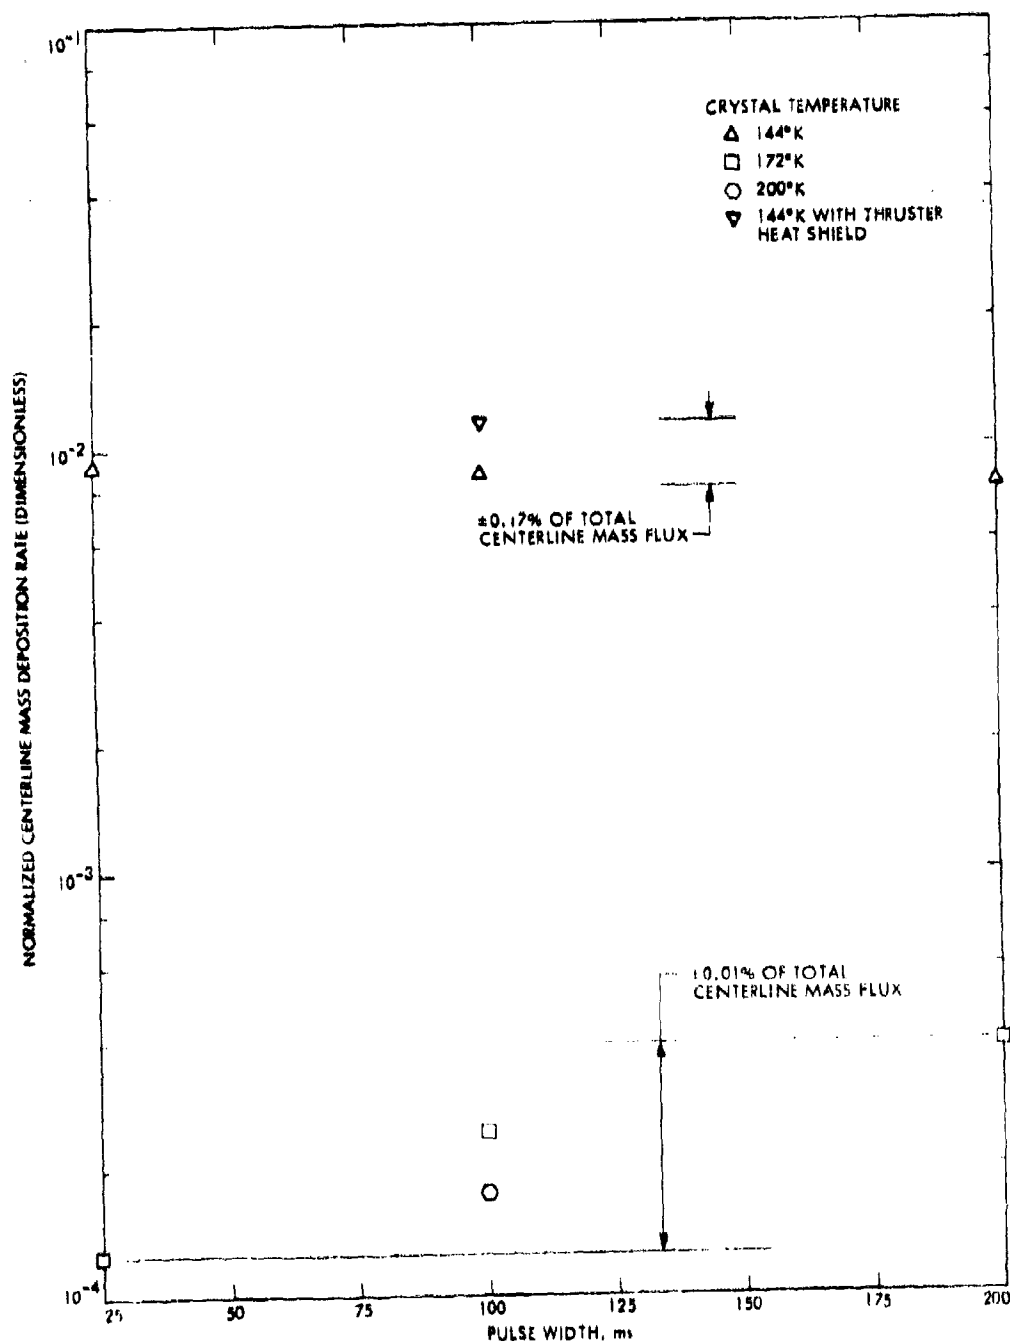 10⁻¹
CRYSTAL TEMPERATURE
144°K
172°K
200°K
144°K WITH THRUSTER
HEAT SHIELD
NORMALIZED CENTERLINE MASS DEPOSITION RATE (DIMENSIONLESS)
10⁻²
±0.17% OF TOTAL
CENTERLINE MASS FLUX
10⁻³
±0.01% OF TOTAL
CENTERLINE MASS FLUX
10⁻⁴
25 50 75 100 125 150 175 200
PULSE WIDTH, ms